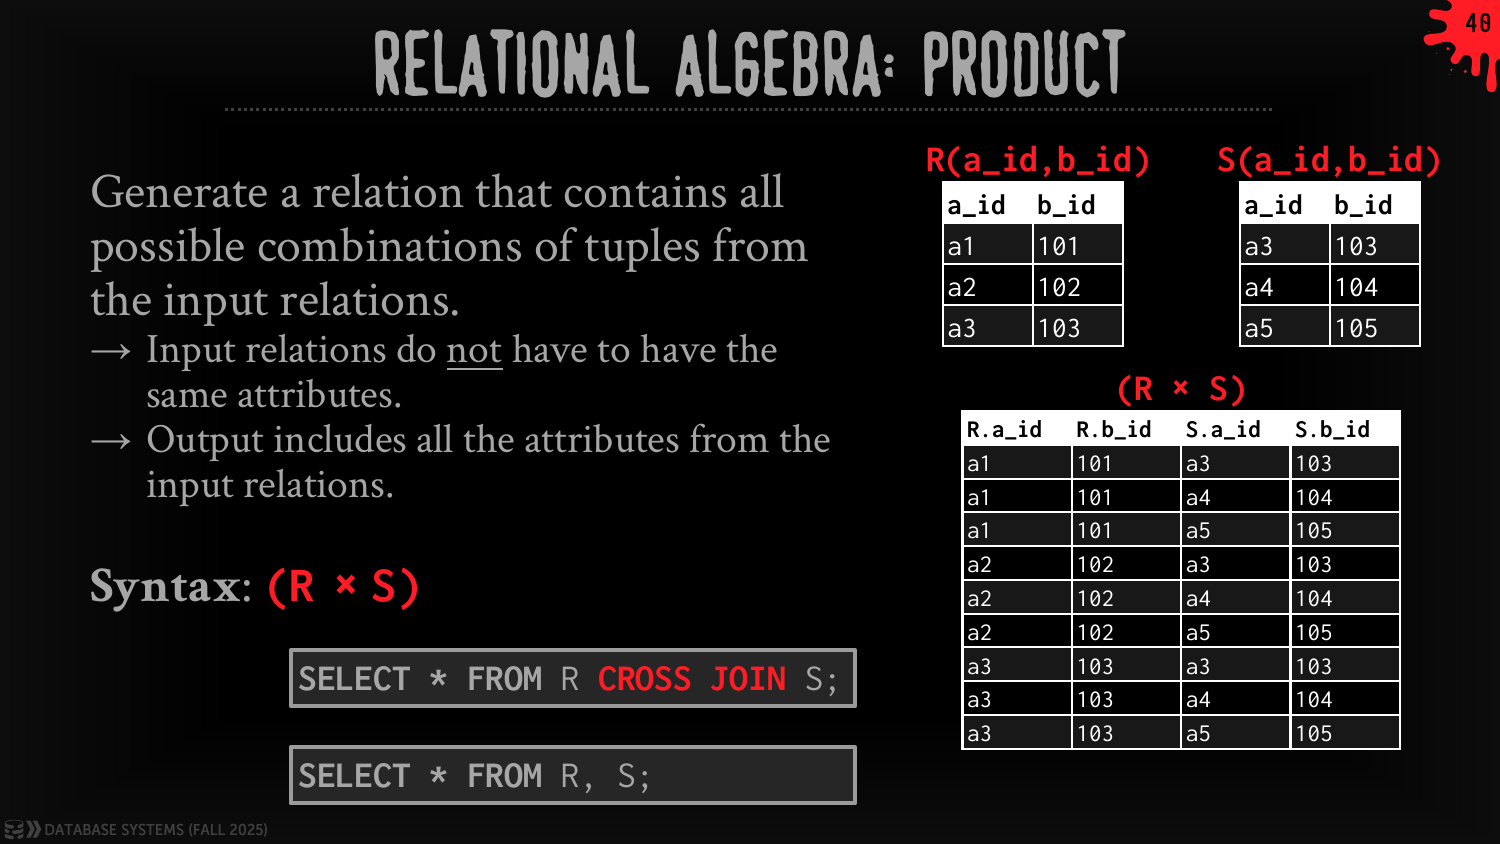 40
RELATIONAL ALGEBRA: PRODUCT
Generate a relation that contains all
possible combinations of tuples from
the input relations.
→ Input relations do not have to have the
same attributes.
→ Output includes all the attributes from the
input relations.
Syntax: (R × S)
SELECT * FROM R CROSS JOIN S;
SELECT * FROM R, S;
R(a_id,b_id)
a_id b_id
a1 101
a2 102
a3 103
S(a_id,b_id)
a_id b_id
a3 103
a4 104
a5 105
(R × S)
R.a_id R.b_id S.a_id S.b_id
a1 101 a3 103
a1 101 a4 104
a1 101 a5 105
a2 102 a3 103
a2 102 a4 104
a2 102 a5 105
a3 103 a3 103
a3 103 a4 104
a3 103 a5 105
DATABASE SYSTEMS (FALL 2025)